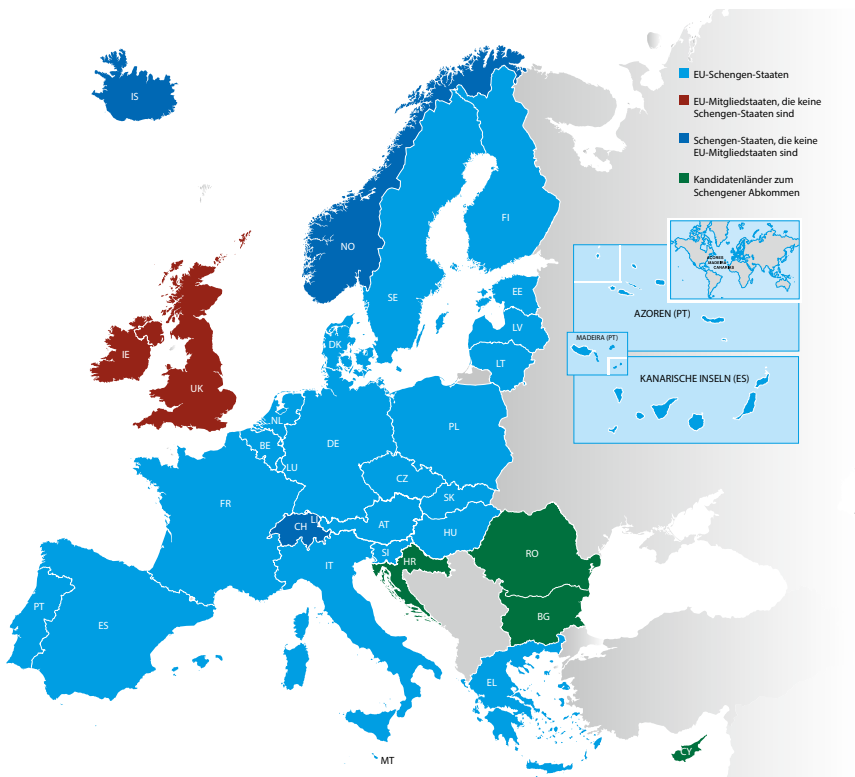 EU-Schengen-Staaten
EU-Mitgliedstaaten, die keine
Schengen-Staaten sind
Schengen-Staaten, die keine
EU-Mitgliedstaaten sind
Kandidatenländer zum
Schengener Abkommen
IS
NO
SE
FI
EE
LV
LT
DK
IE
UK
NL
BE
LU
DE
PL
CZ
SK
FR
CH
LI
AT
HU
SI
HR
RO
IT
BG
PT
ES
EL
MT
CY
AZOREN
MADEIRA
CANARIAS
AZOREN (PT)
MADEIRA (PT)
KANARISCHE INSELN (ES)